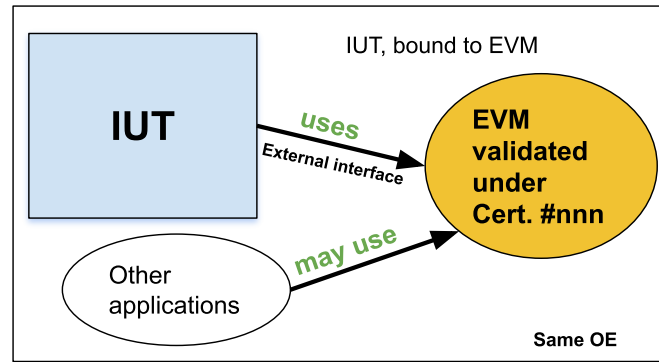 IUT, bound to EVM
IUT
uses
External interface
EVM
validated
under
Cert. #nnn
may use
Other
applications
Same OE